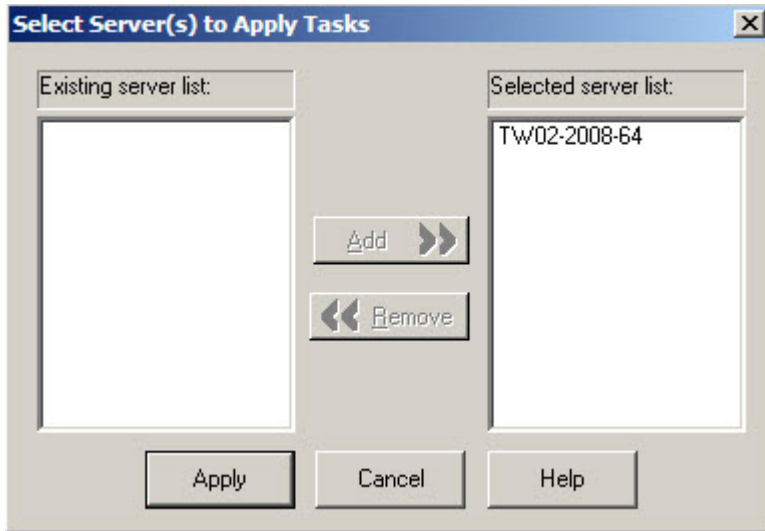 Select Server(s) to Apply Tasks
Existing server list:
Selected server list:
TW02-2008-64
Add
Remove
Apply
Cancel
Help